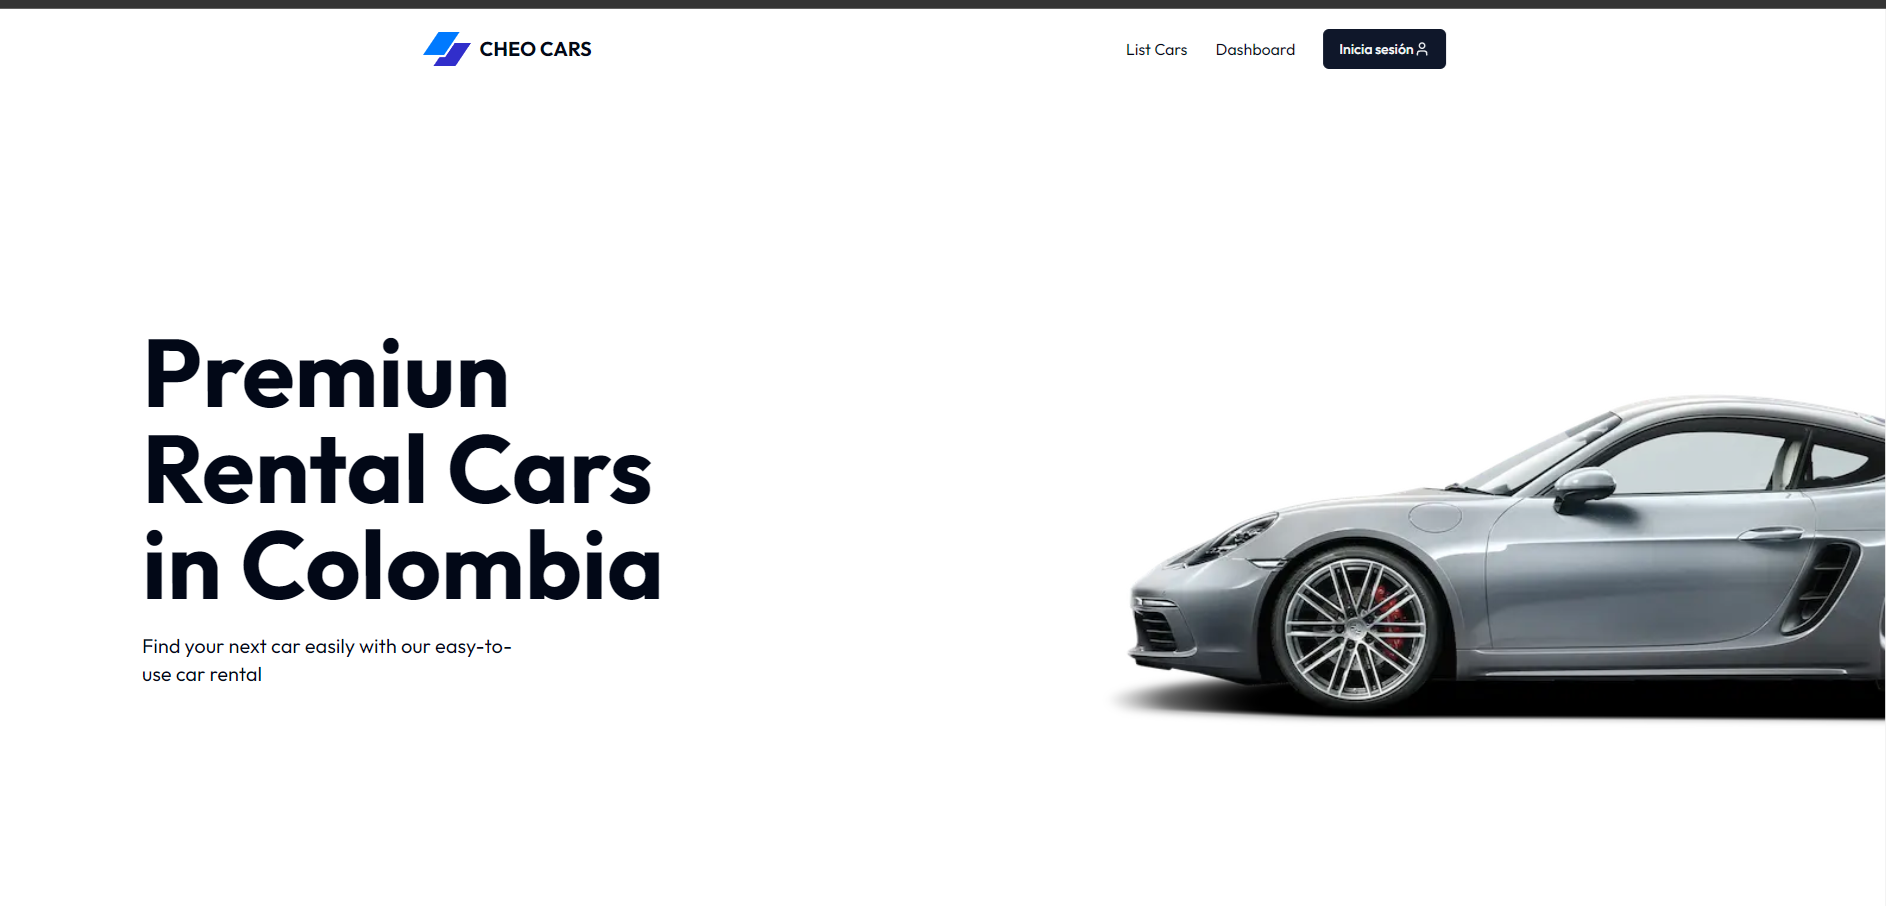 CHEO CARS
List Cars
Dashboard
Inicia sesión
Premiun
Rental Cars
in Colombia
Find your next car easily with our easy-to-
use car rental